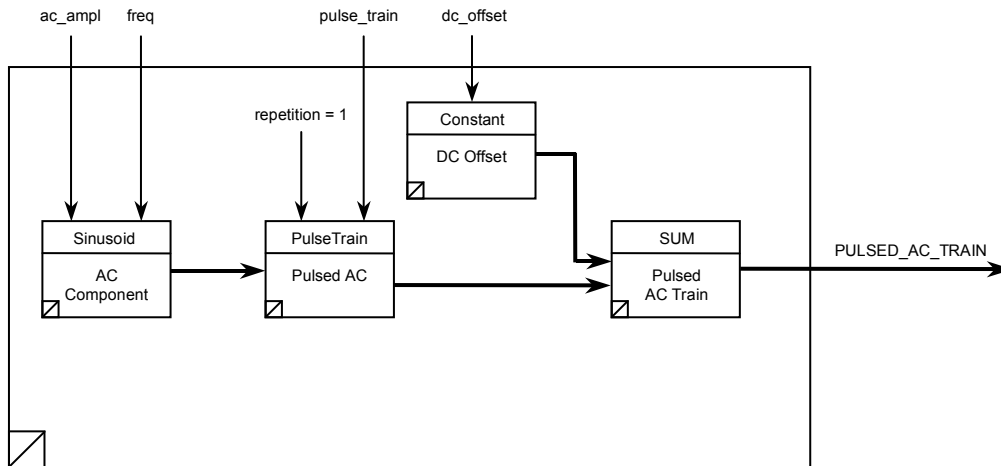 ac_ampl
freq
pulse_train
dc_offset
repetition = 1
Constant
DC Offset
Sinusoid
AC
Component
PulseTrain
Pulsed AC
SUM
Pulsed
AC Train
PULSED_AC_TRAIN